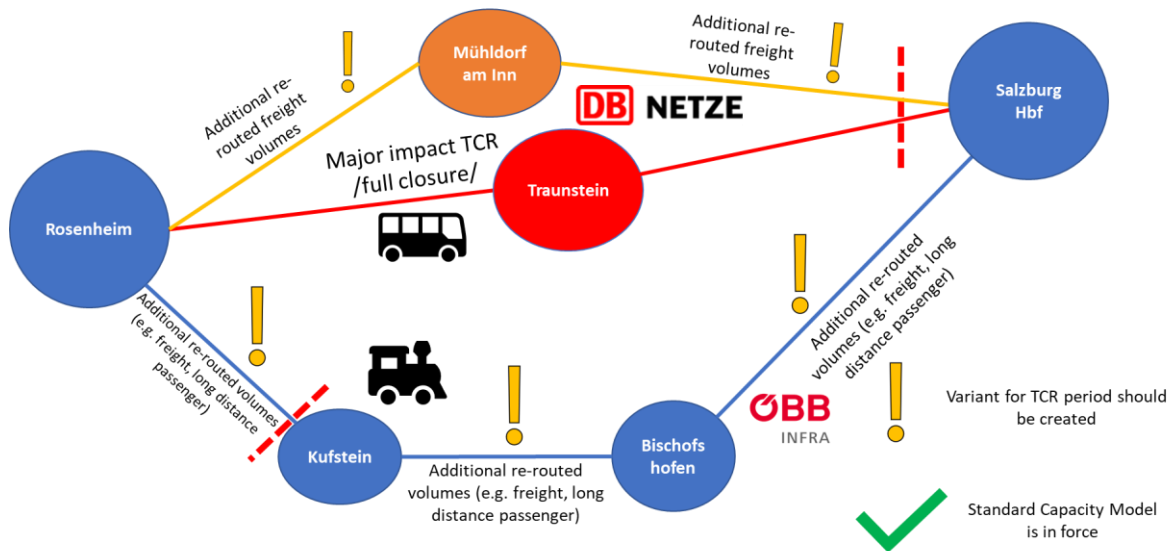 Mühldorf
am Inn
Additional re-
routed freight
volumes
Additional re-
routed freight
volumes
DB NETZE
Salzburg
Hbf
Major impact TCR
/full closure/
Traunstein
Rosenheim
Additional re-routed volumes
(e.g. freight, long distance
passenger)
Kufstein
Additional re-routed
volumes (e.g. freight, long
distance passenger)
Bischofs
hofen
Additional re-routed
volumes (e.g. freight, long
distance passenger)
ÖBB
INFRA
Variant for TCR period should
be created
Standard Capacity Model
is in force